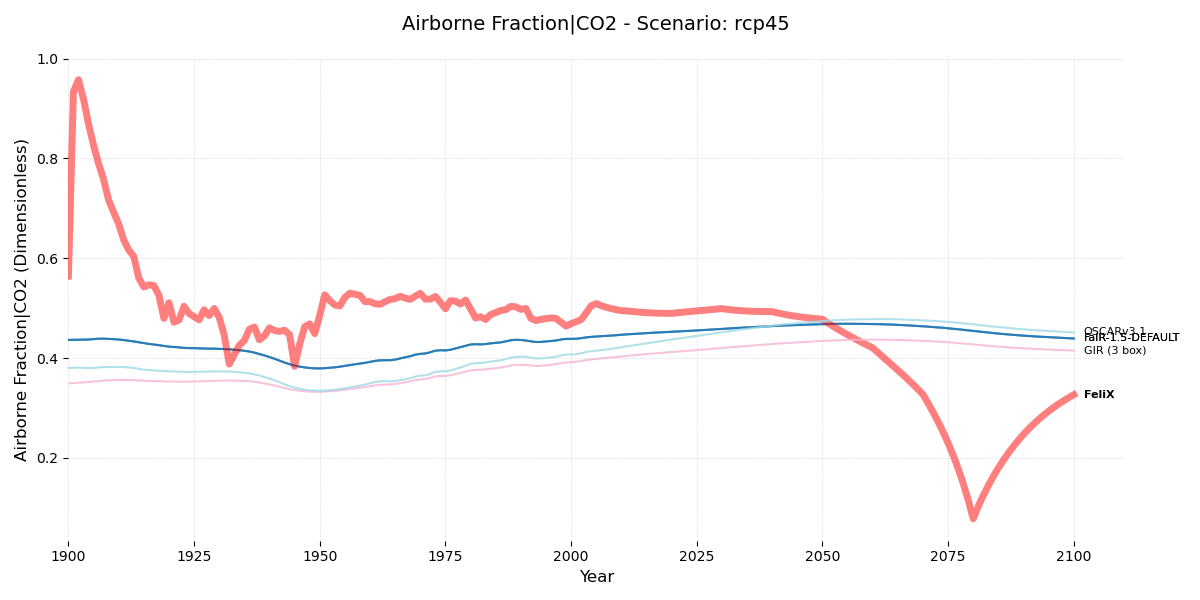 Airborne Fraction|CO2 - Scenario: rcp45
Airborne Fraction|CO2 (Dimensionless)
1.0
0.8
0.6
0.4
0.2
OSCARv3.1
FaIR-1.5-DEFAULT
GIR (3 box)
FeliX
1900
1925
1950
1975
2000
2025
2050
2075
2100
Year